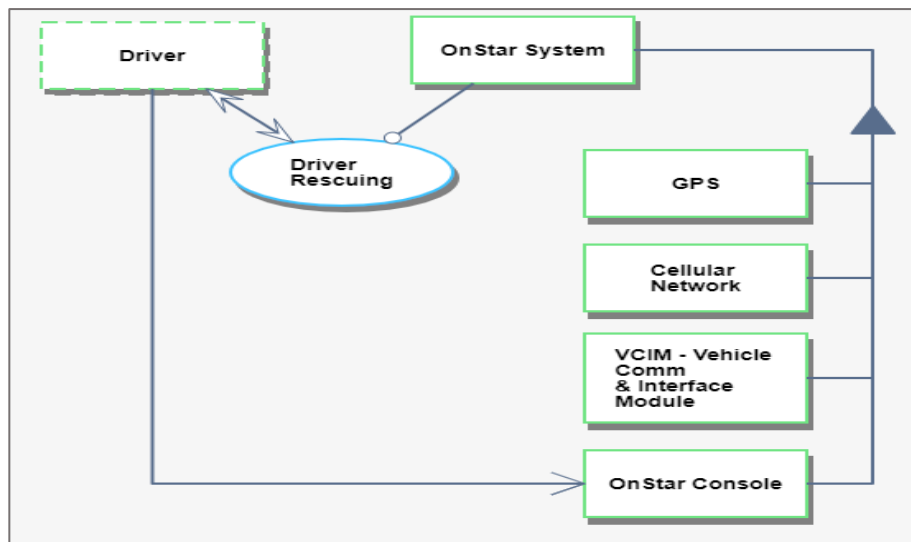 Driver
OnStar System
Driver
Rescuing
GPS
Cellular
Network
VCIM - Vehicle
Comm
& Interface
Module
OnStar Console